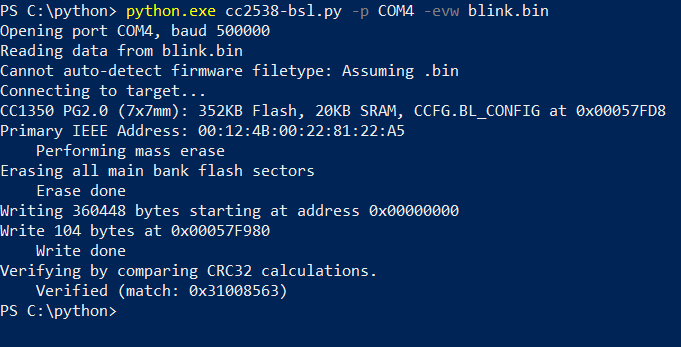 PS C:\python> python.exe cc2538-bsl.py -p COM4 -evw blink.bin
Opening port COM4, baud 500000
Reading data from blink.bin
Cannot auto-detect firmware filetype: Assuming .bin
Connecting to target...
CC1350 PG2.0 (7x7mm): 352KB Flash, 20KB SRAM, CCFG.BL_CONFIG at 0x00057FD8
Primary IEEE Address: 00:12:4B:00:22:81:22:A5
    Performing mass erase
Erasing all main bank flash sectors
    Erase done
Writing 360448 bytes starting at address 0x00000000
Write 104 bytes at 0x00057F980
    Write done
Verifying by comparing CRC32 calculations.
    Verified (match: 0x31008563)
PS C:\python>